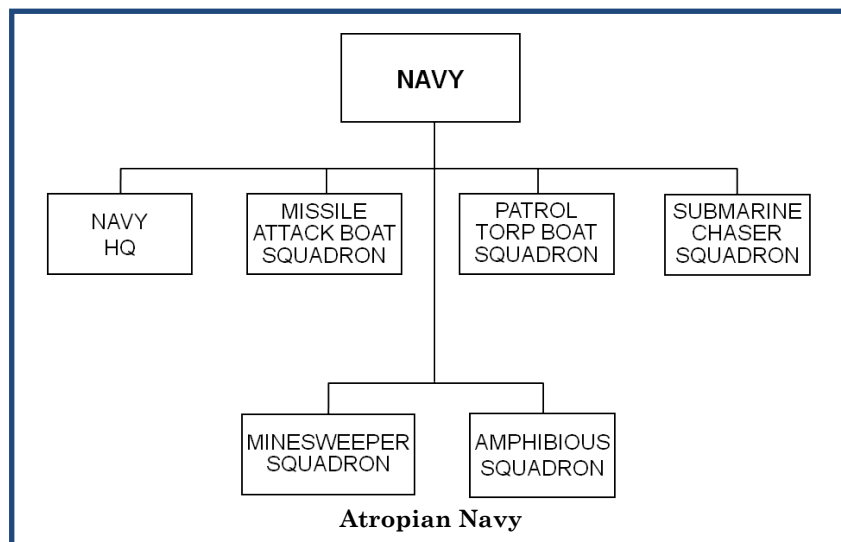 NAVY
NAVY
HQ
MISSILE
ATTACK BOAT
SQUADRON
PATROL
TORP BOAT
SQUADRON
SUBMARINE
CHASER
SQUADRON
MINESWEEPER
SQUADRON
AMPHIBIOUS
SQUADRON
Atropian Navy